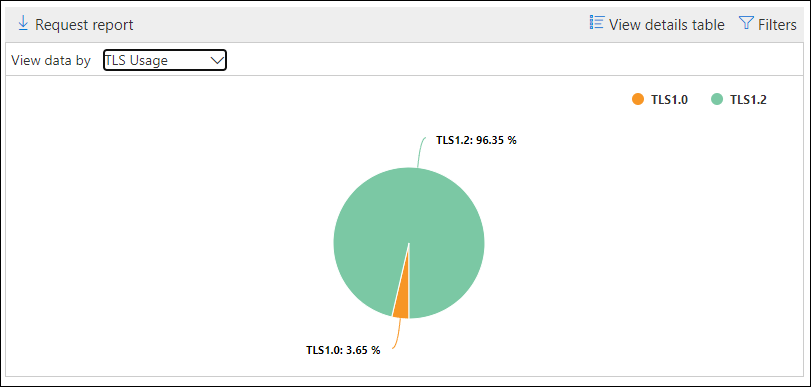 Request report View details table Filters
View data by TLS Usage
TLS1.0 TLS1.2
TLS1.2: 96.35 %
TLS1.0: 3.65 %